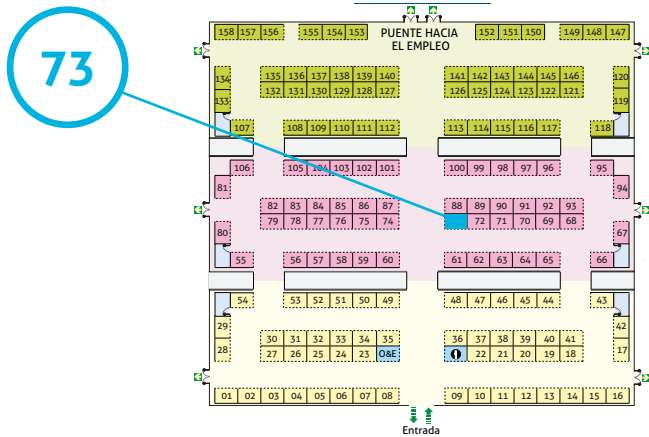 158 157 156 155 154 153 PUENTE HACIA 152 151 150 149 148 147
EL EMPLEO
73
134 135 136 137 138 139 140 141 142 143 144 145 146 120
133 132 131 130 129 128 127 126 125 124 123 122 121 119
107 108 109 110 111 112 113 114 115 116 117 118
106 105 104 103 102 101 100 99 98 97 96 95
81 94
82 83 84 85 86 87 88 89 90 91 92 93
79 78 77 76 75 74 72 71 70 69 68
80 67
55 56 57 58 59 60 61 62 63 64 65 66
54 53 52 51 50 49 48 47 46 45 44 43
29 42
30 31 32 33 34 35 36 37 38 39 40 41
28 27 26 25 24 23 O&E 22 21 20 19 18 17
01 02 03 04 05 06 07 08 09 10 11 12 13 14 15 16
Entrada